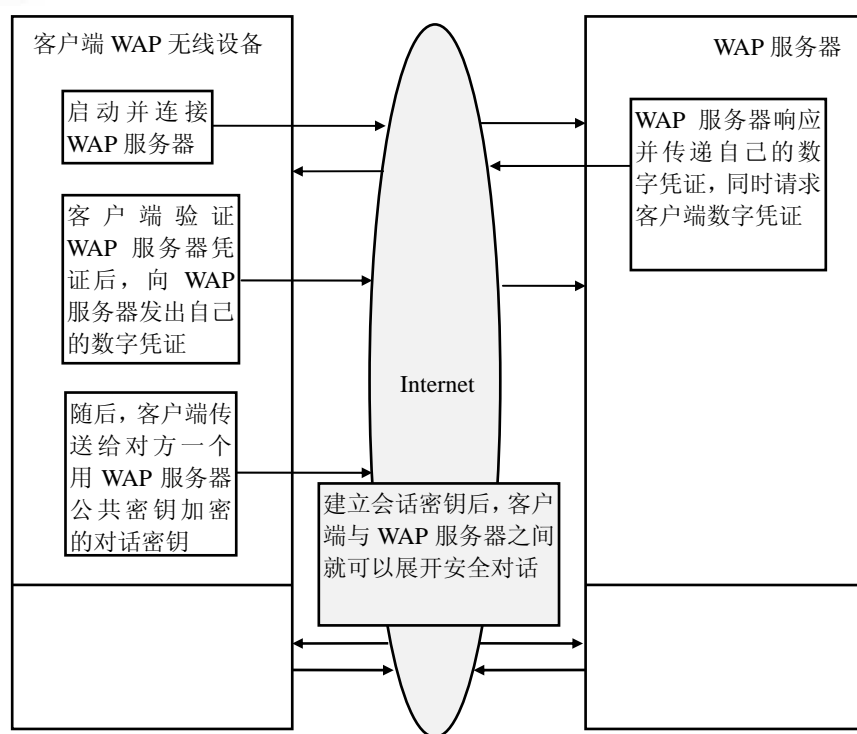 客户端 WAP 无线设备
WAP 服务器
启动并连接
WAP 服务器
WAP 服务器响应
并传递自己的数
字凭证，同时请求
客户端数字凭证
客户端验证
WAP 服务器凭
证后，向 WAP
服务器发出自己
的数字凭证
Internet
随后，客户端传
送给对方一个
用 WAP 服务器
公共密钥加密
的对话密钥
建立会话密钥后，客户
端与 WAP 服务器之间
就可以展开安全对话